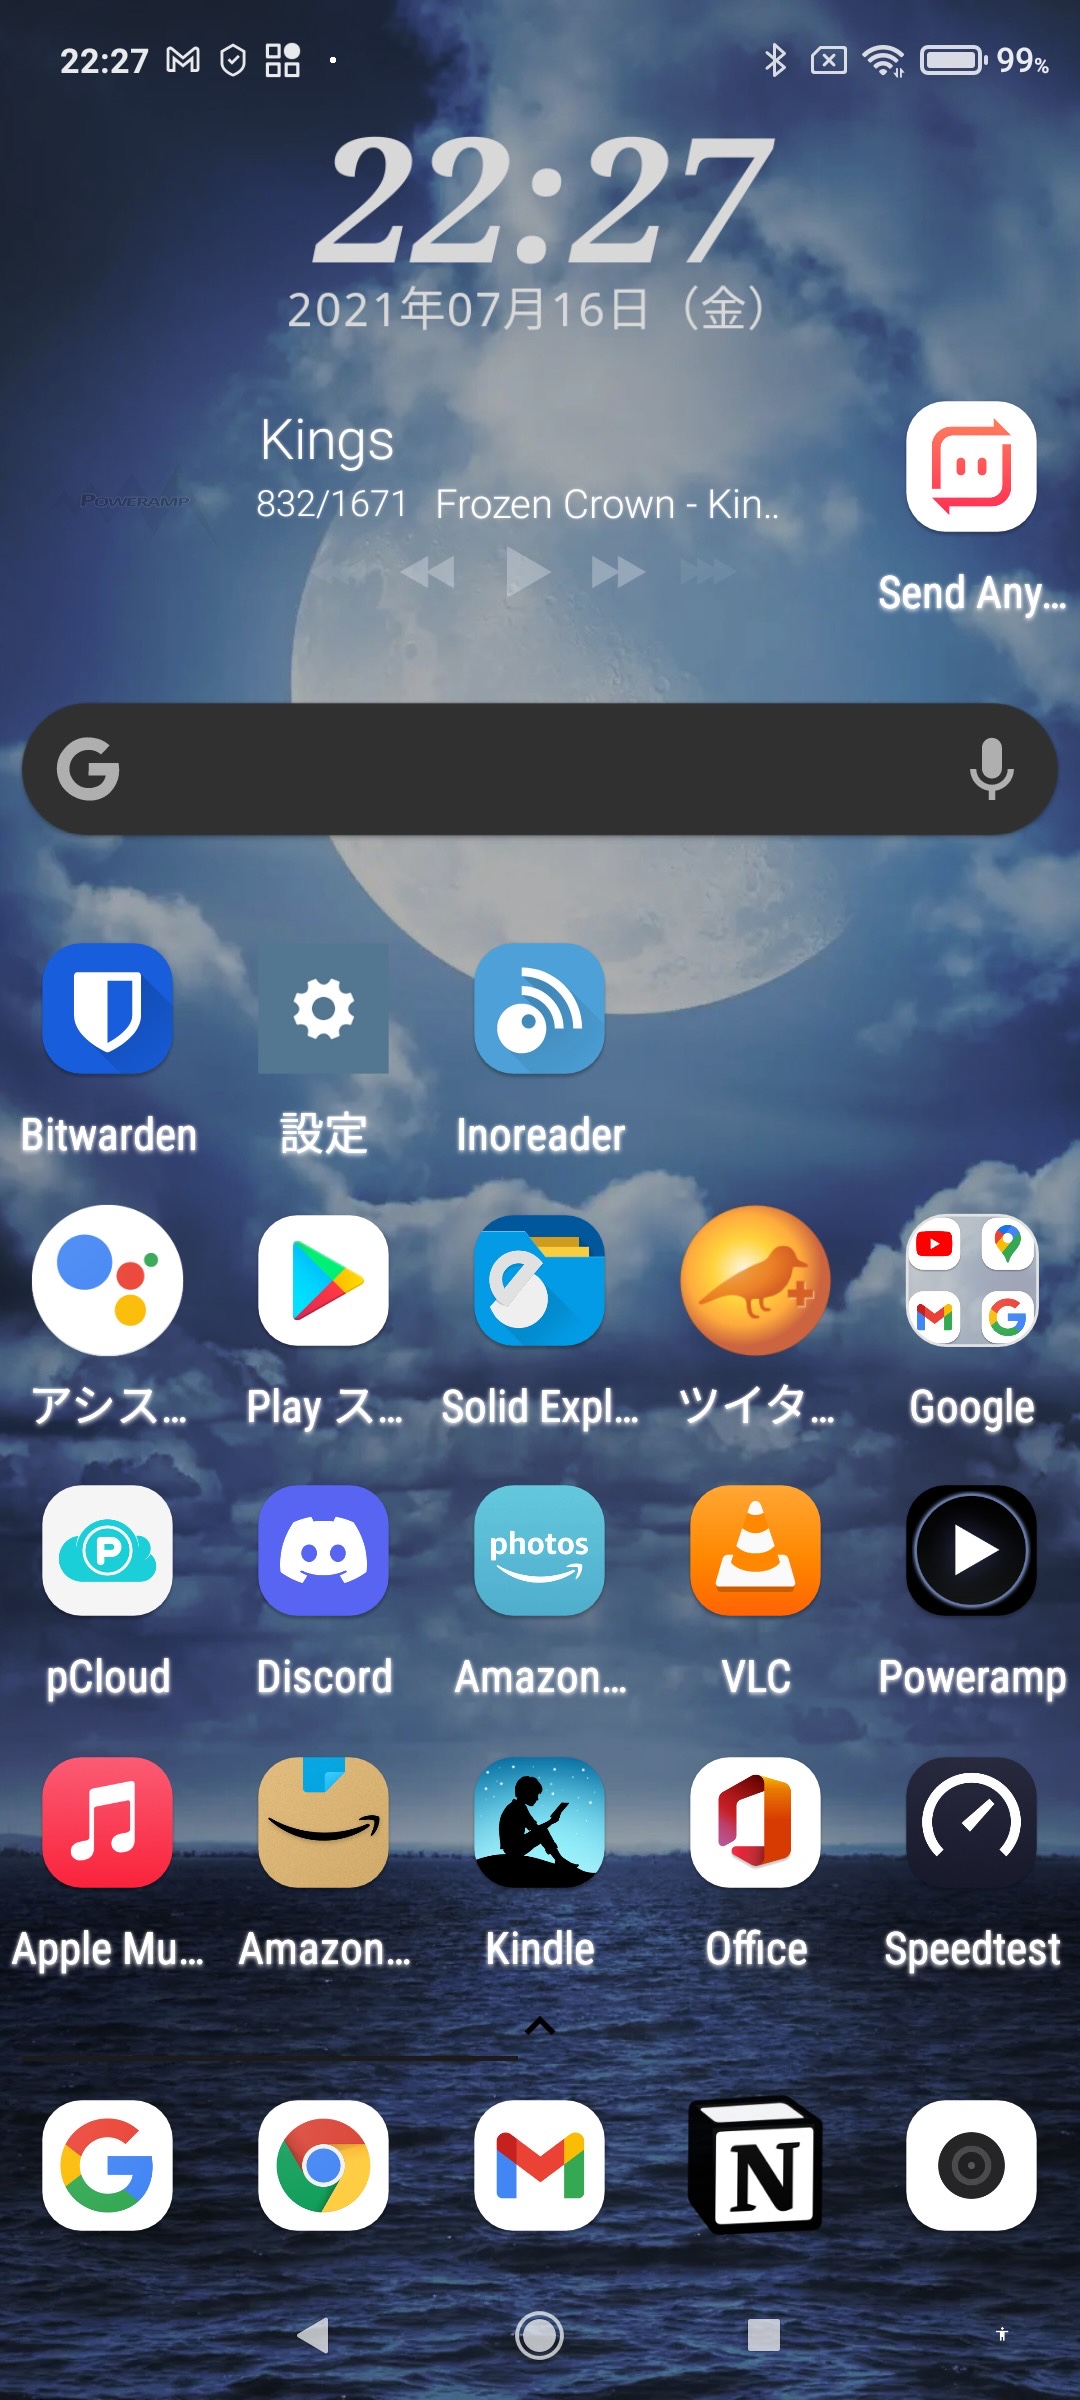 22:27
99%
22:27
2021年07月16日（金）
Kings
POWERAMP
832/1671 Frozen Crown - Kin..
Send Any...
Bitwarden
設定
Inoreader
アシス...
Play ス...
Solid Expl...
ツイタ...
Google
P
photos
pCloud
Discord
Amazon...
VLC
Poweramp
Apple Mu...
Amazon...
Kindle
Office
Speedtest
N